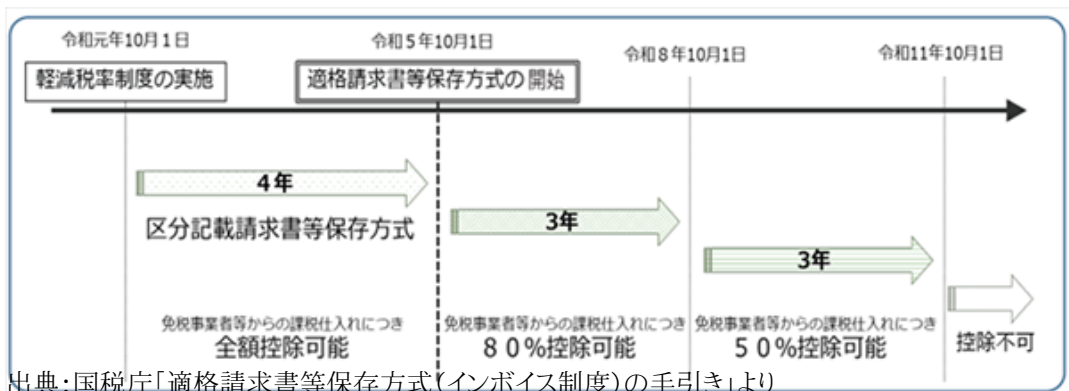 令和元年10月1日
令和5年10月1日
令和8年10月1日
令和11年10月1日
軽減税率制度の実施
適格請求書等保存方式の開始
4年
区分記載請求書等保存方式
3年
3年
免税事業者等からの課税仕入れにつき
全額控除可能
免税事業者等からの課税仕入れにつき
80%控除可能
免税事業者等からの課税仕入れにつき
50%控除可能
控除不可
出典:国税庁「適格請求書等保存方式(インボイス制度)の手引き」より